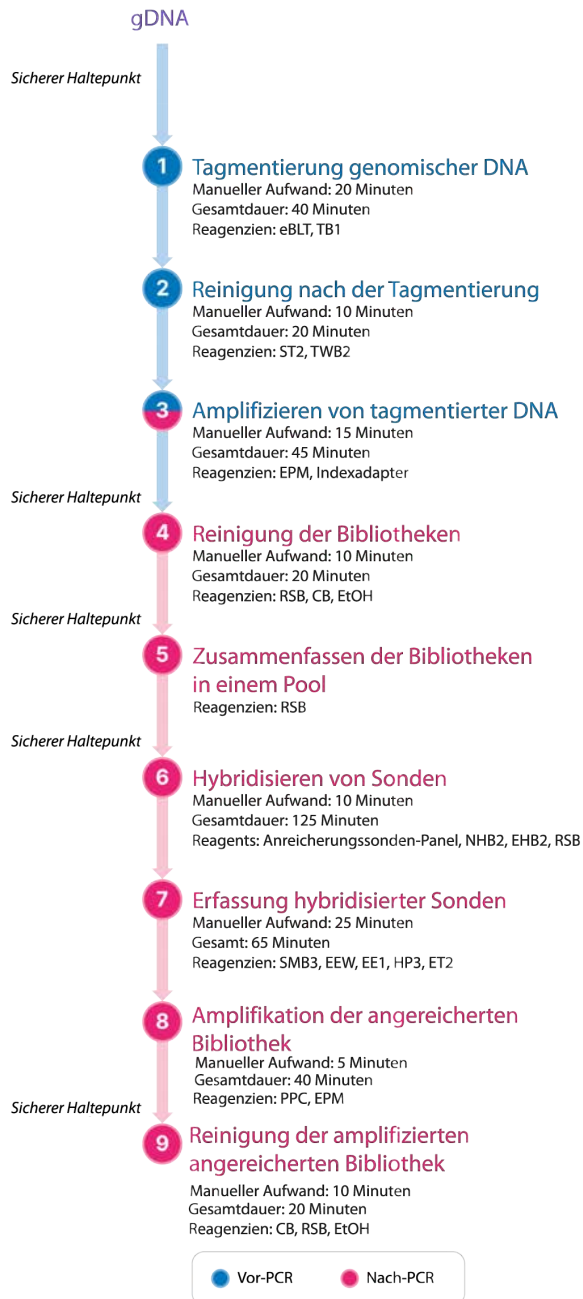 gDNA
Sicherer Haltepunkt
1
Tagmentierung genomischer DNA
Manueller Aufwand: 20 Minuten
Gesamtdauer: 40 Minuten
Reagenzien: eBLT, TB1
2
Reinigung nach der Tagmentierung
Manueller Aufwand: 10 Minuten
Gesamtdauer: 20 Minuten
Reagenzien: ST2, TWB2
3
Amplifizieren von tagmentierter DNA
Manueller Aufwand: 15 Minuten
Gesamtdauer: 45 Minuten
Reagenzien: EPM, Indexadapter
Sicherer Haltepunkt
4
Reinigung der Bibliotheken
Manueller Aufwand: 10 Minuten
Gesamtdauer: 20 Minuten
Reagenzien: RSB, CB, EtOH
Sicherer Haltepunkt
5
Zusammenfassen der Bibliotheken
in einem Pool
Reagenzien: RSB
Sicherer Haltepunkt
6
Hybridisieren von Sonden
Manueller Aufwand: 10 Minuten
Gesamtdauer: 125 Minuten
Reagents: Anreicherungssonden-Panel, NHB2, EHB2, RSB
7
Erfassung hybridisierter Sonden
Manueller Aufwand: 25 Minuten
Gesamt: 65 Minuten
Reagenzien: SMB3, EEW, EE1, HP3, ET2
8
Amplifikation der angereicherten
Bibliothek
Manueller Aufwand: 5 Minuten
Gesamtdauer: 40 Minuten
Reagenzien: PPC, EPM
Sicherer Haltepunkt
9
Reinigung der amplifizierten
angereicherten Bibliothek
Manueller Aufwand: 10 Minuten
Gesamtdauer: 20 Minuten
Reagenzien: CB, RSB, EtOH
Vor-PCR
Nach-PCR